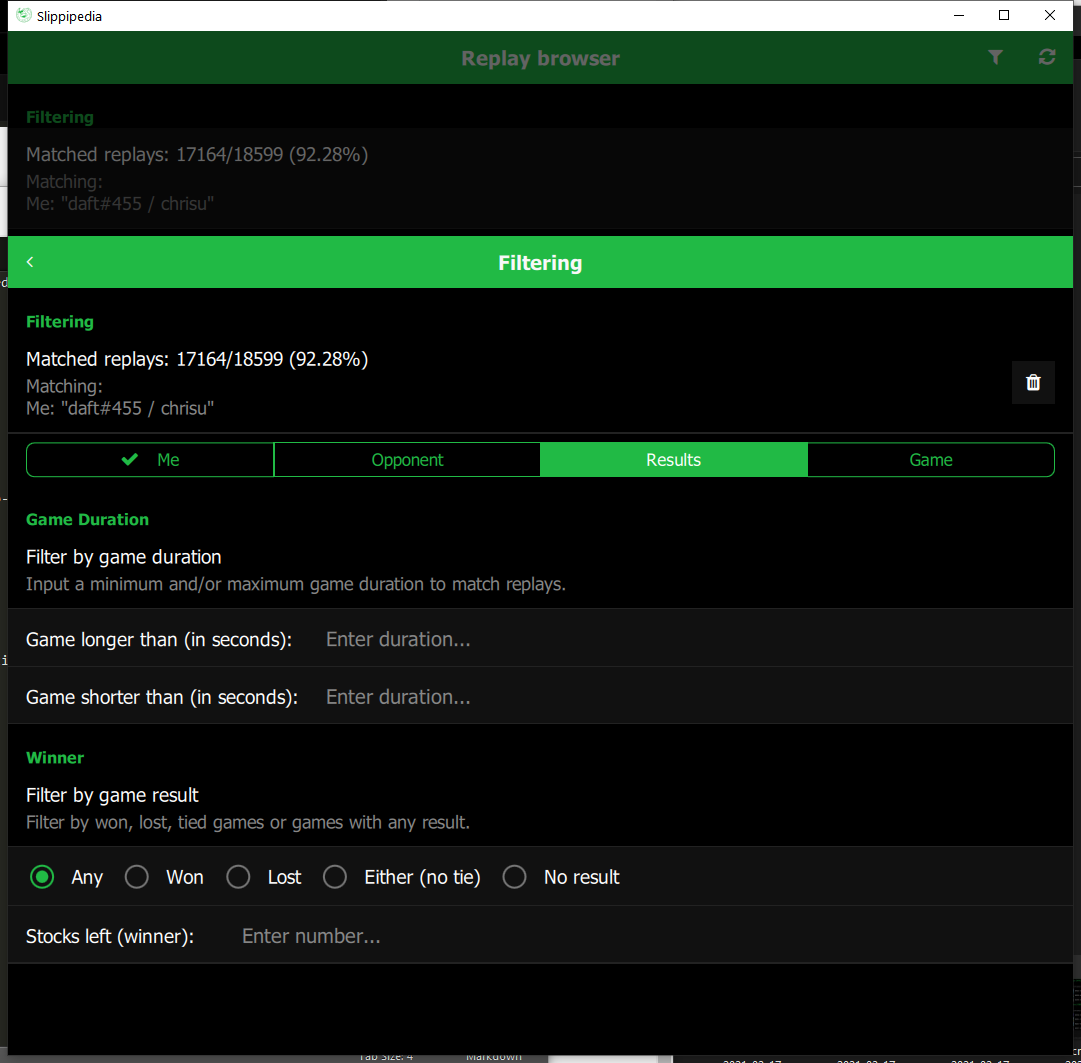 Slippipedia
Replay browser
Filtering
Matched replays: 17164/18599 (92.28%)
Matching:
Me: "daft#455 / chrisu"
Filtering
Filtering
Matched replays: 17164/18599 (92.28%)
Matching:
Me: "daft#455 / chrisu"
Me Opponent Results Game
Game Duration
Filter by game duration
Input a minimum and/or maximum game duration to match replays.
Game longer than (in seconds): Enter duration...
Game shorter than (in seconds): Enter duration...
Winner
Filter by game result
Filter by won, lost, tied games or games with any result.
Any Won Lost Either (no tie) No result
Stocks left (winner): Enter number...
Tab Size: 4 Markdown